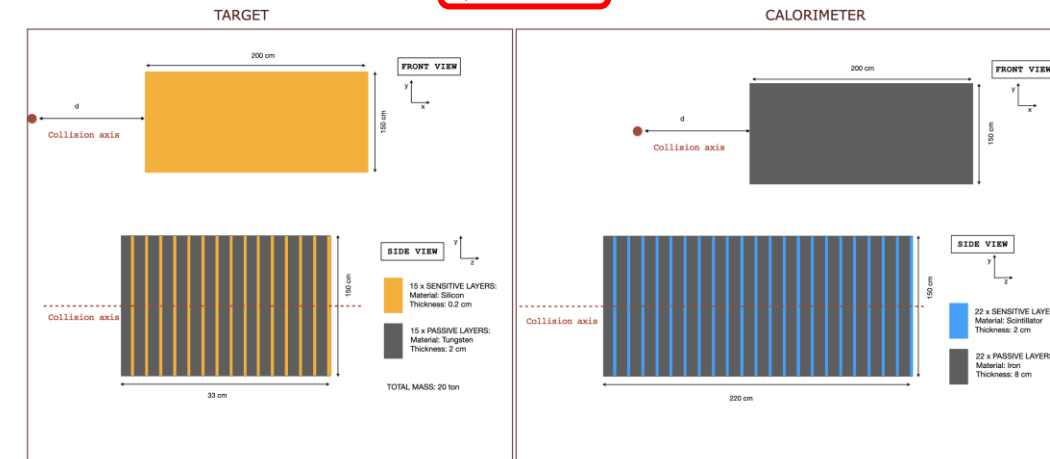 TARGET
200 cm
FRONT VIEW
y
x
d
Collision axis
150 cm
SIDE VIEW
y
z
15 x SENSITIVE LAYERS:
Material: Silicon
Thickness: 0.2 cm
150 cm
Collision axis
15 x PASSIVE LAYERS:
Material: Tungsten
Thickness: 2 cm
TOTAL MASS: 20 ton
33 cm
CALORIMETER
200 cm
FRONT VIEW
y
x
d
Collision axis
150 cm
SIDE VIEW
y
z
150 cm
Collision axis
22 x SENSITIVE LAYE
Material: Scintillator
Thickness: 2 cm
22 x PASSIVE LAYERS
Material: Iron
Thickness: 8 cm
220 cm